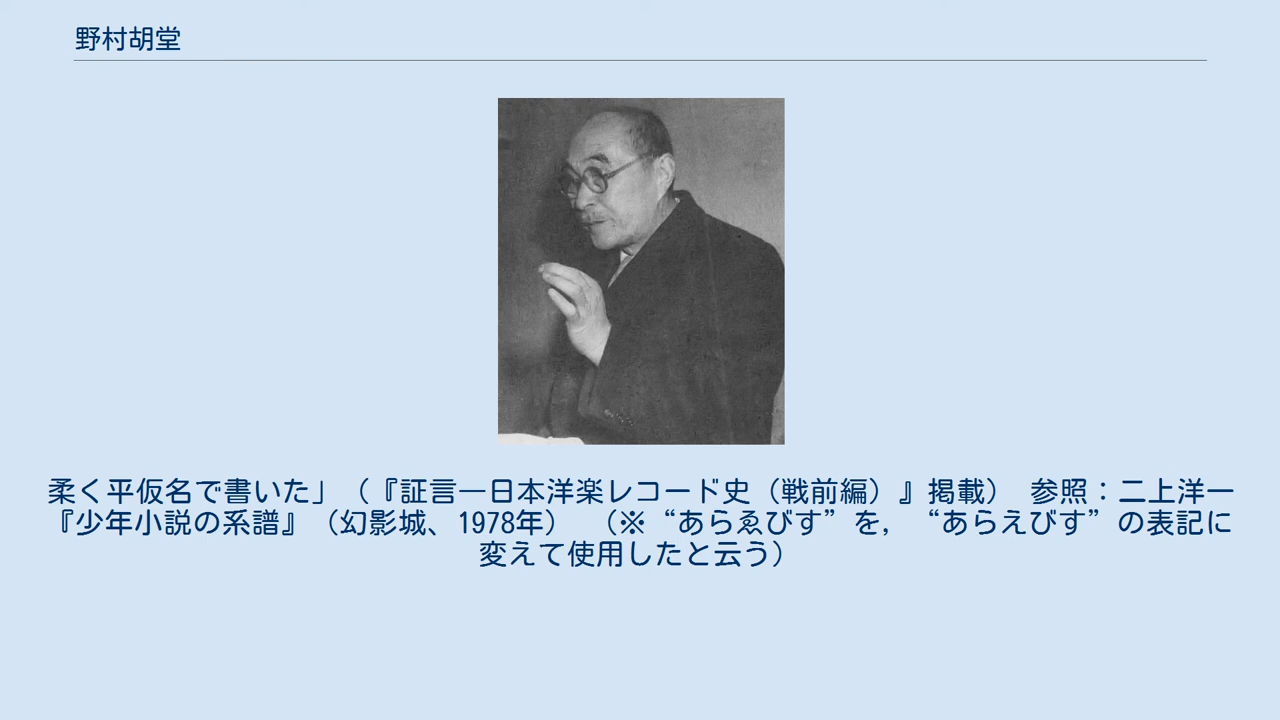 野村胡堂
柔く平仮名で書いた」（『証言―日本洋楽レコード史（戦前編）』掲載）　参照：二上洋一
『少年小説の系譜』（幻影城、1978年）　（※“あらゑびす”を，“あらえびす”の表記に
変えて使用したと云う）